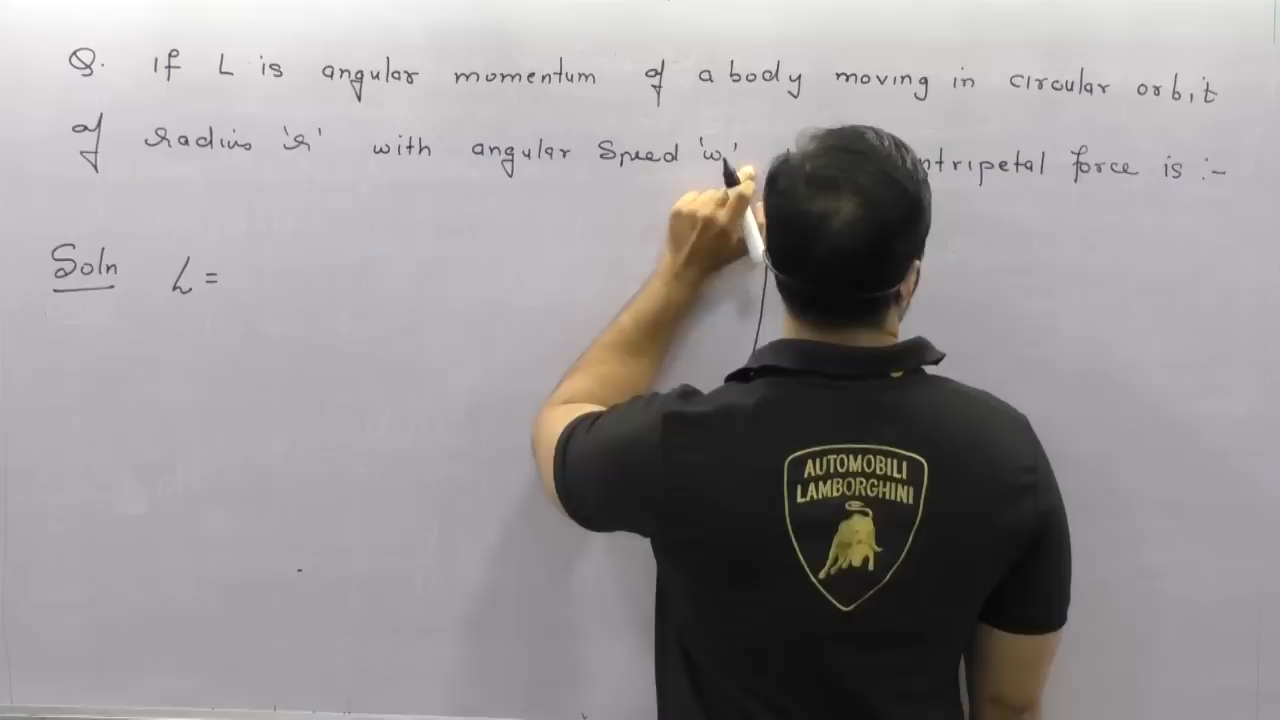 Q. If L is angular momentum of a body moving in circular orbit
of radius 'r' with angular Speed 'ω' ntripetal force is :-
Soln L =
AUTOMOBILI
LAMBORGHINI